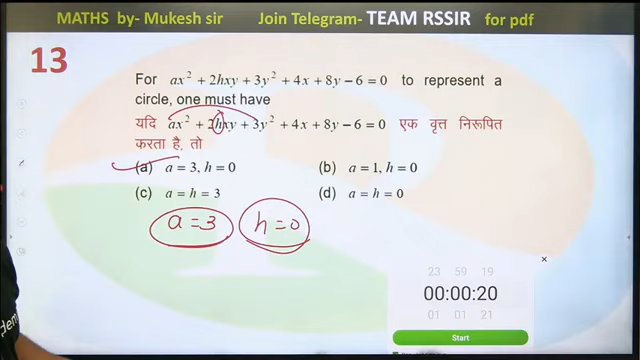 MATHS by- Mukesh sir Join Telegram- TEAM RSSIR for pdf
13
For ax² + 2hxy + 3y² + 4x + 8y − 6 = 0 to represent a
circle, one must have
यदि ax² + 2hxy + 3y² + 4x + 8y − 6 = 0 एक वृत्त निरूपित
करता है, तो
(a) a = 3, h = 0 (b) a = 1, h = 0
(c) a = h = 3 (d) a = h = 0
a = 3 h = 0
23 59 19
00:00:20
01 01 21
Start